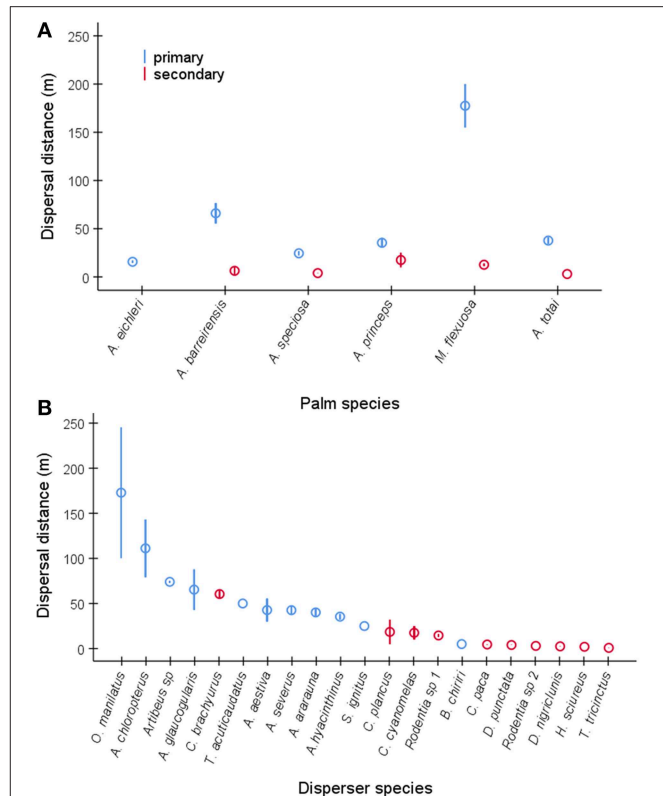 A
250
200
150
100
50
0
Dispersal distance (m)
primary
secondary
A. eichleri
A. barreirensis
A. speciosa
A. princeps
M. flexuosa
A. totai
Palm species
B
250
200
150
100
50
0
Dispersal distance (m)
O. manilatus
A. chloropterus
Artibeus sp
A. glaucogularis
C. brachyurus
T. acuticaudatus
A. aestiva
A. severus
A. ararauna
A.hyacinthinus
S. ignitus
C. plancus
C. cyanomelas
Rodentia sp 1
B. chiriri
C. paca
D. punctata
Rodentia sp 2
D. nigriclunis
H. sciureus
T. tricinctus
Disperser species